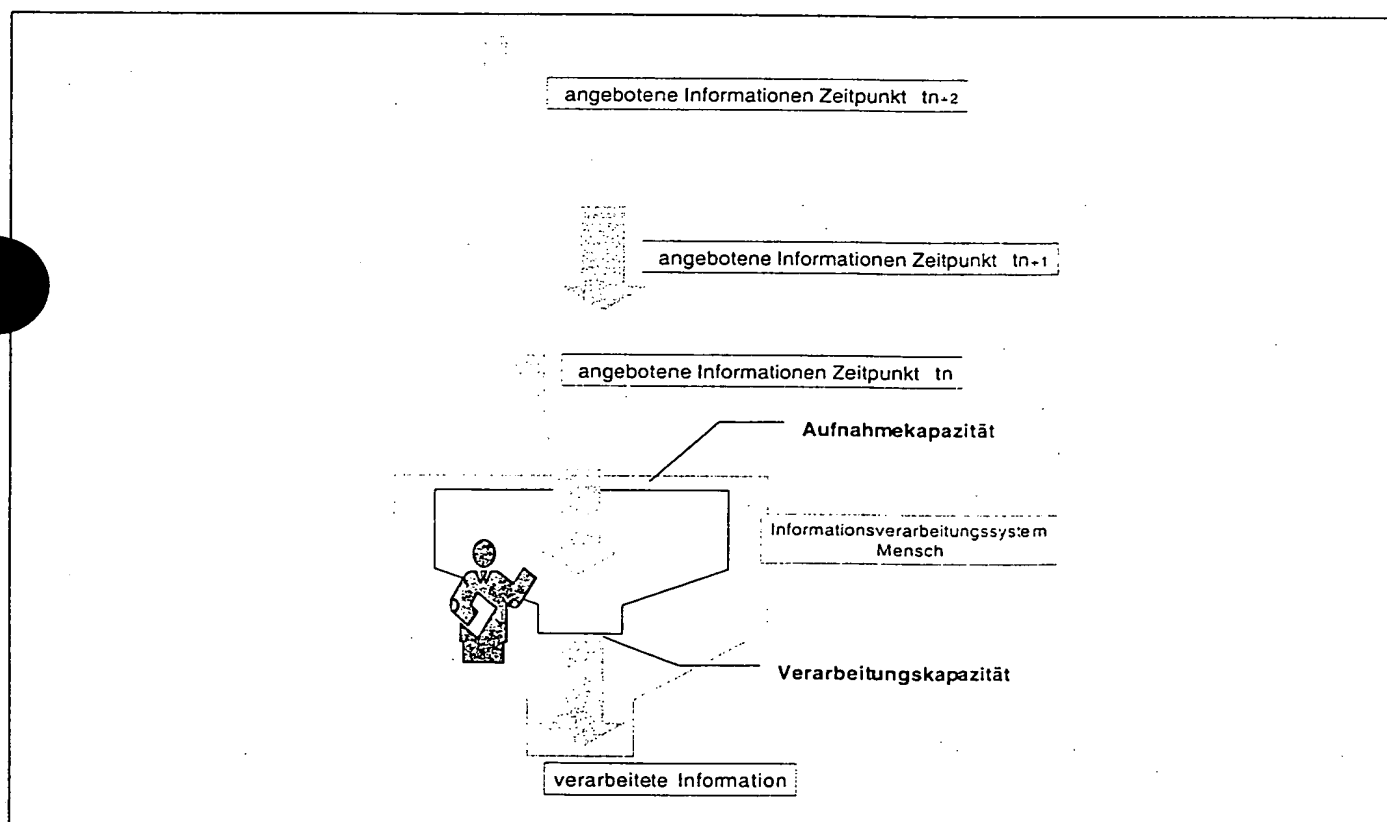 angebotene Informationen Zeitpunkt tn+2
angebotene Informationen Zeitpunkt tn+1
angebotene Informationen Zeitpunkt tn
Aufnahmekapazität
Informationsverarbeitungssystem
Mensch
Verarbeitungskapazität
verarbeitete Information